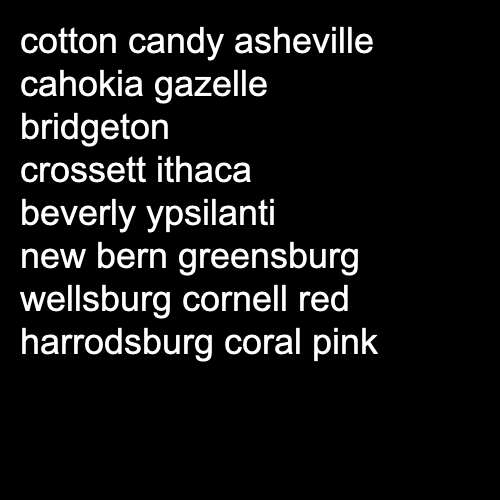 cotton candy asheville
cahokia gazelle
bridgeton
crossett ithaca
beverly ypsilanti
new bern greensburg
wellsburg cornell red
harrodsburg coral pink